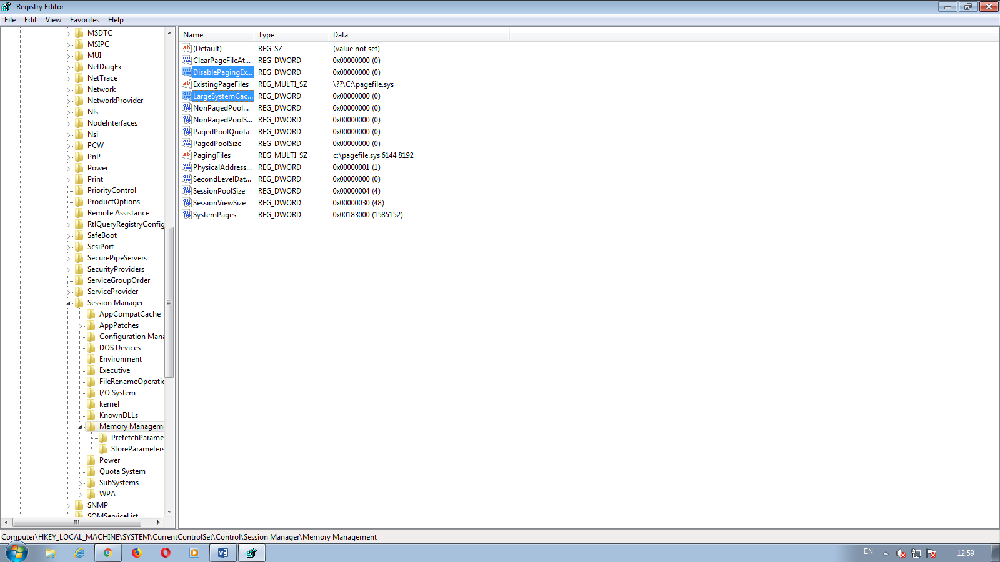 Registry Editor
File Edit View Favorites Help
MSDTC
MSIPC
MUI
NetDiagFx
NetTrace
Network
NetworkProvider
Nls
NodeInterfaces
Nsi
PCW
PnP
Power
Print
PriorityControl
ProductOptions
Remote Assistance
RtlQueryRegistryConfig
SafeBoot
ScsiPort
SecurePipeServers
SecurityProviders
ServiceGroupOrder
ServiceProvider
Session Manager
AppCompatCache
AppPatches
Configuration Mana
DOS Devices
Environment
Executive
FileRenameOperatic
I/O System
kernel
KnownDLLs
Memory Managem
PrefetchParame
StoreParameters
Power
Quota System
SubSystems
WPA
SNMP
SQMServiceList
Name Type Data
(Default) REG_SZ (value not set)
ClearPageFileAt... REG_DWORD 0x00000000 (0)
DisablePagingEx... REG_DWORD 0x00000000 (0)
ExistingPageFiles REG_MULTI_SZ \??\C:\pagefile.sys
LargeSystemCac... REG_DWORD 0x00000000 (0)
NonPagedPool... REG_DWORD 0x00000000 (0)
NonPagedPoolS... REG_DWORD 0x00000000 (0)
PagedPoolQuota REG_DWORD 0x00000000 (0)
PagedPoolSize REG_DWORD 0x00000000 (0)
PagingFiles REG_MULTI_SZ c:\pagefile.sys 6144 8192
PhysicalAddress... REG_DWORD 0x00000001 (1)
SecondLevelDat... REG_DWORD 0x00000000 (0)
SessionPoolSize REG_DWORD 0x00000004 (4)
SessionViewSize REG_DWORD 0x00000030 (48)
SystemPages REG_DWORD 0x00183000 (1585152)
Computer\HKEY_LOCAL_MACHINE\SYSTEM\CurrentControlSet\Control\Session Manager\Memory Management
EN 12:59